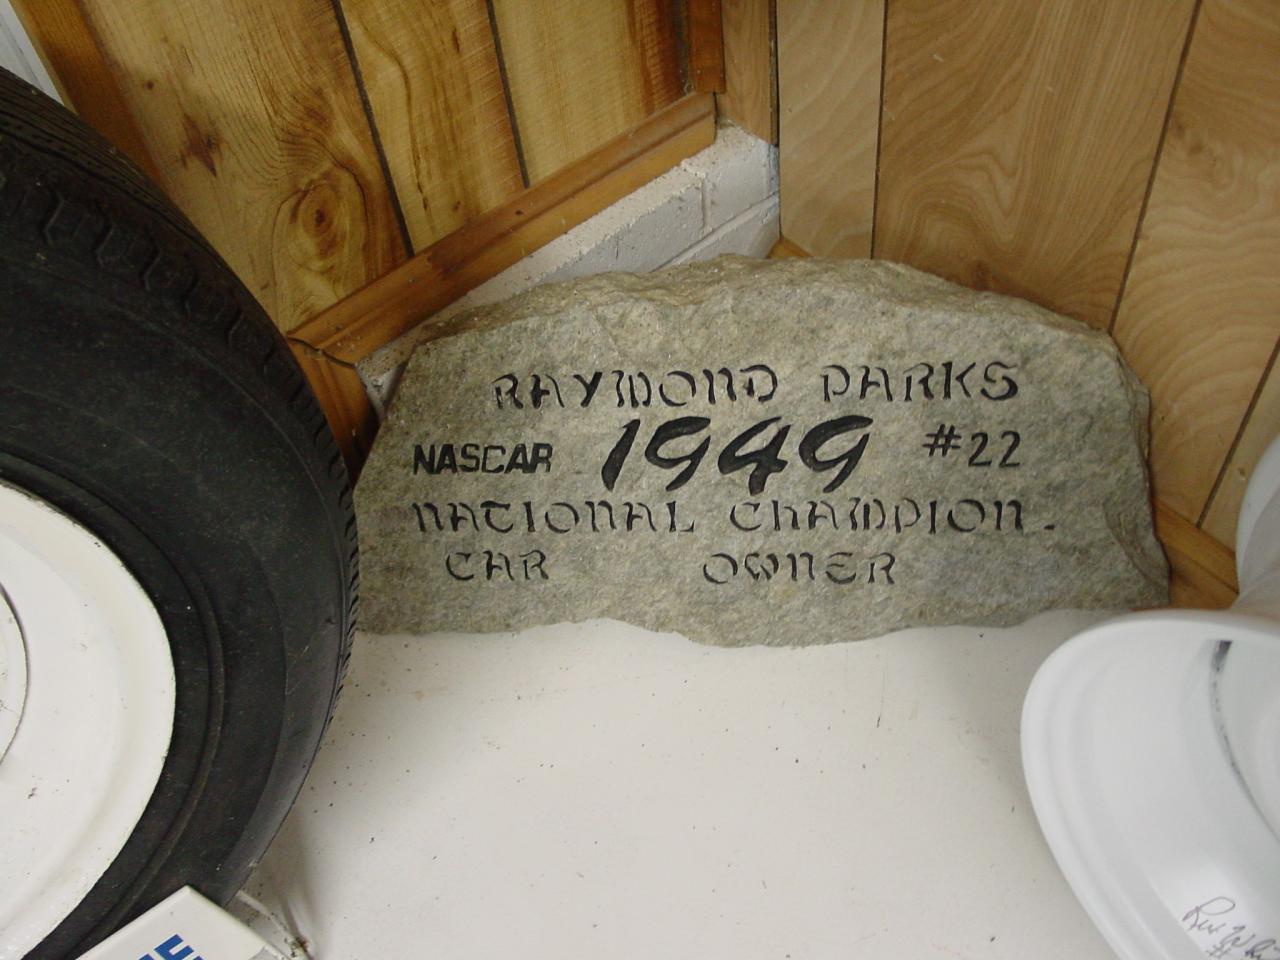 RAYMOND PARKS
NASCAR 1949 #22
NATIONAL CHAMPION.
CAR OWNER